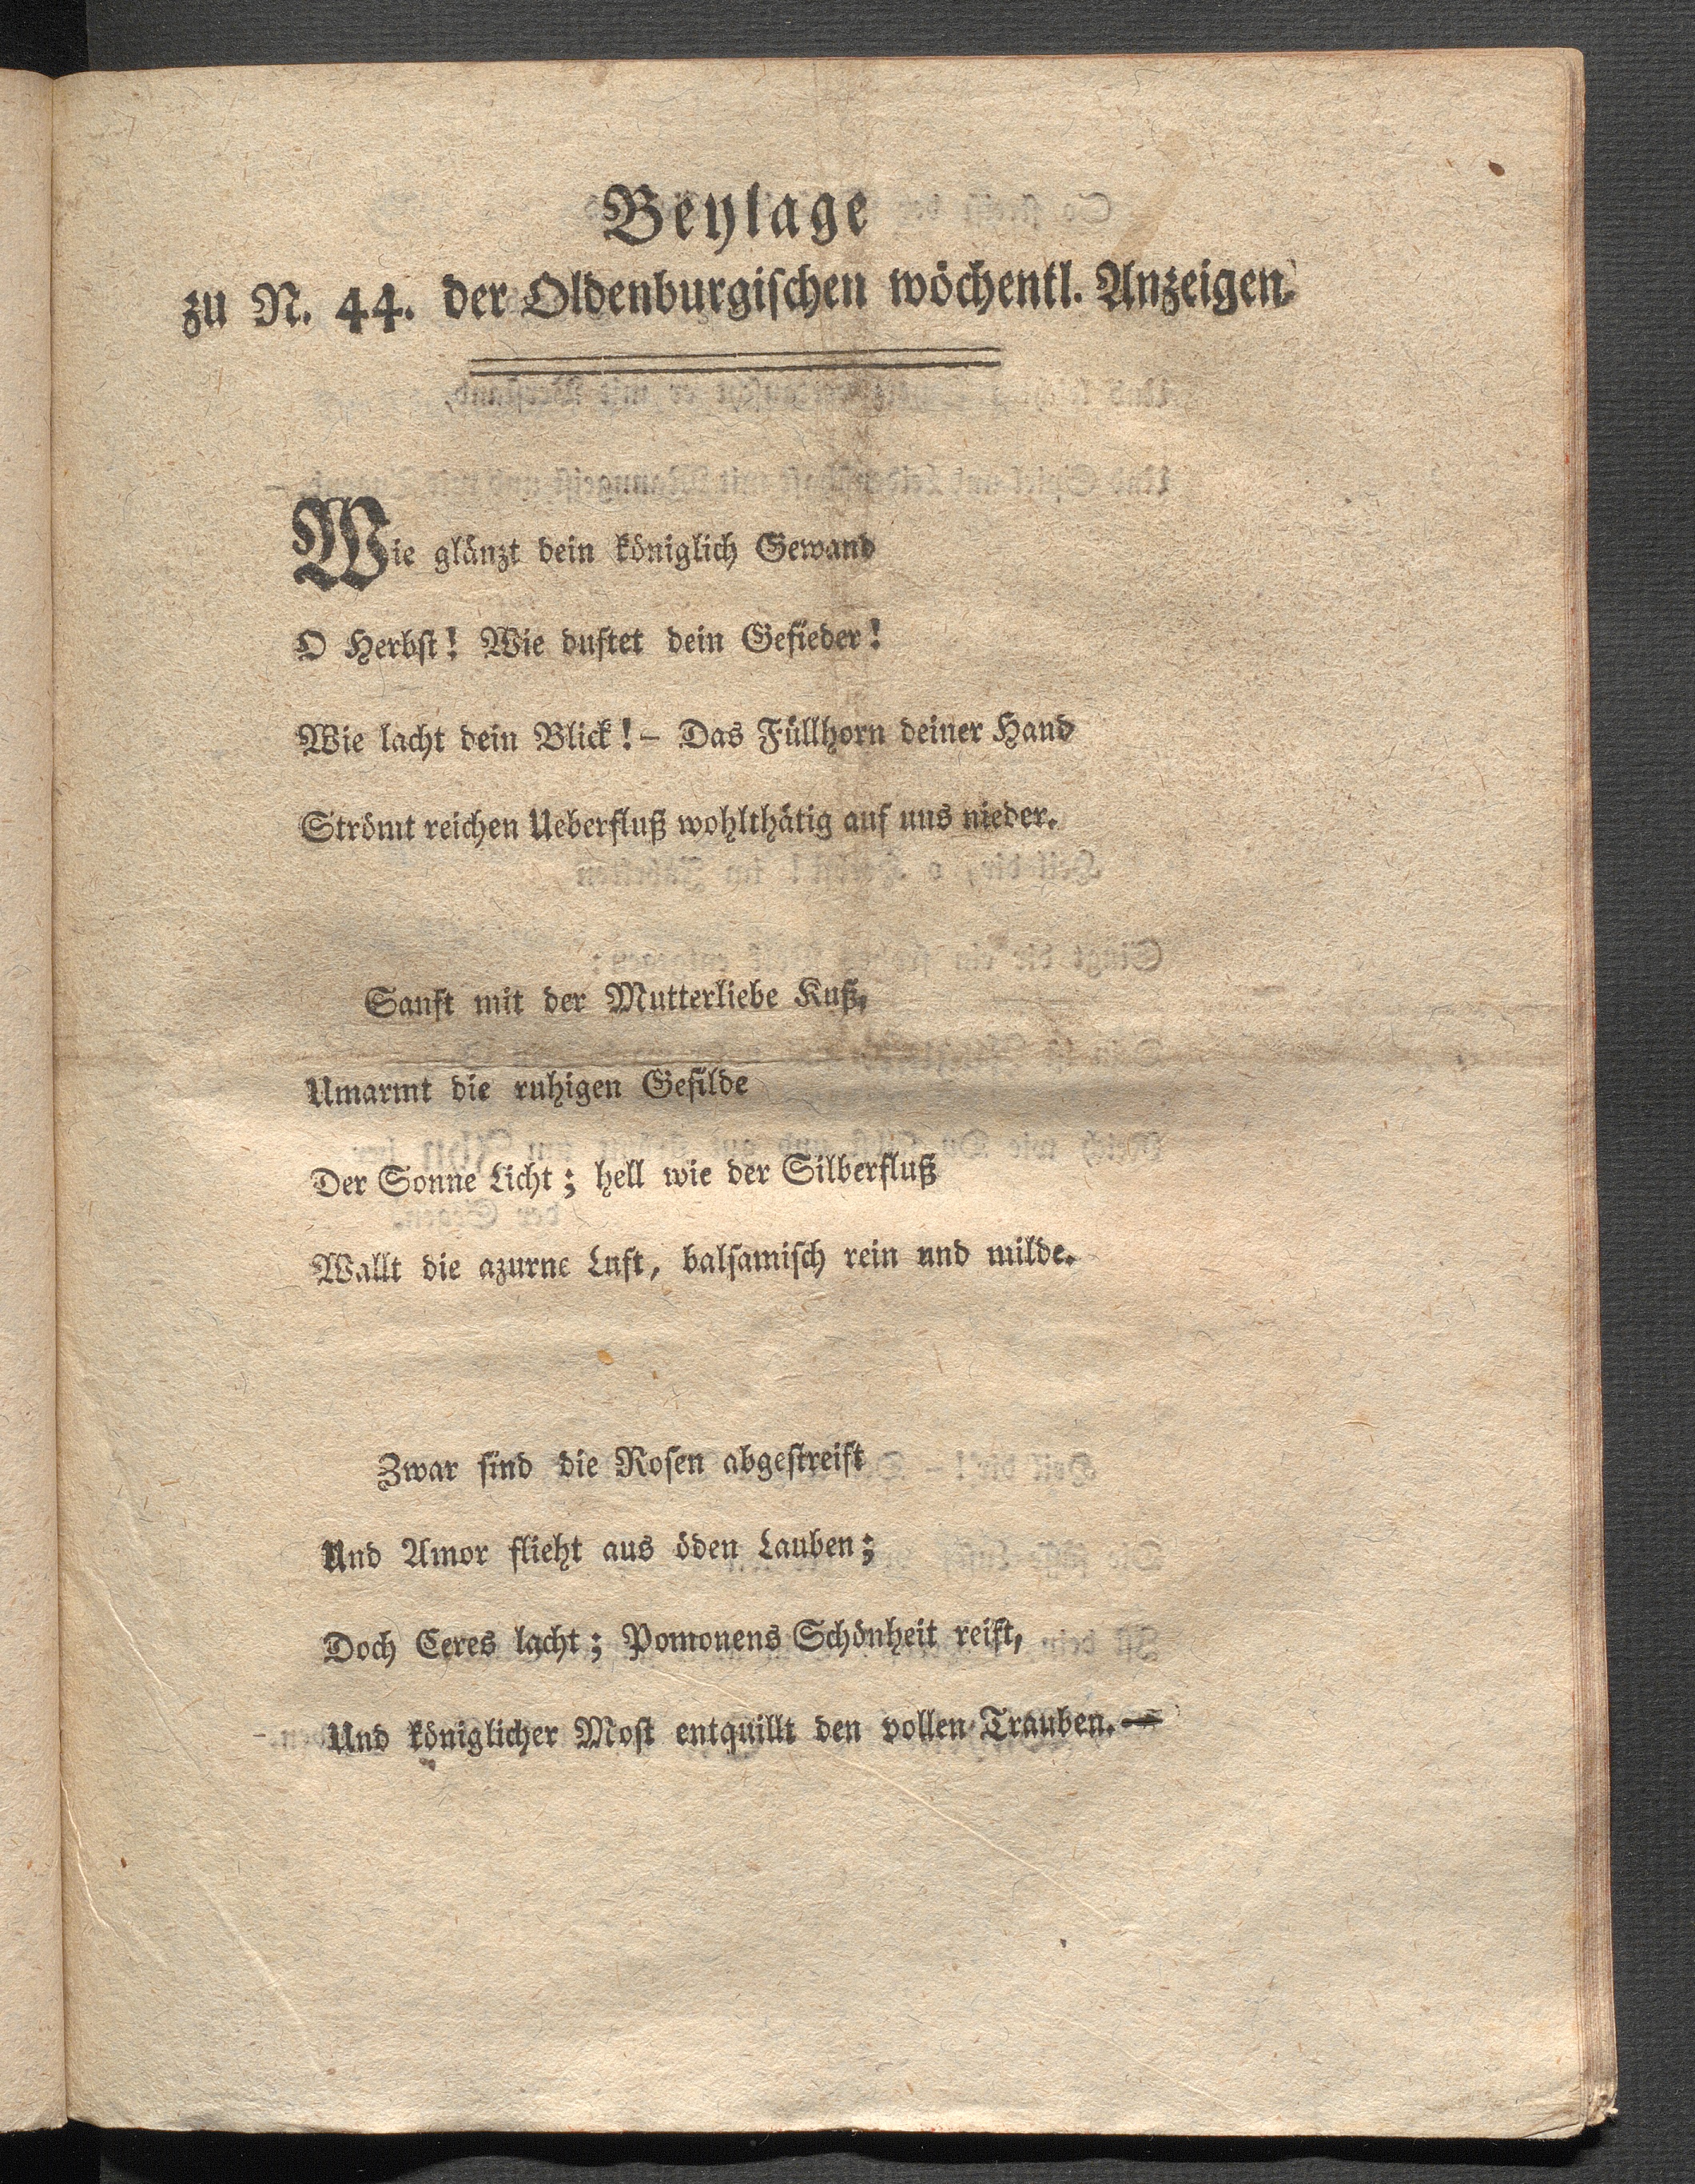 Beylage
zu N. 44. der Oldenburgischen wöchentl. Anzeigen.
Wie glänzt dein königlich Gewand
O Herbst! Wie duftet dein Gefieder!
Wie lacht dein Blick! – Das Füllhorn deiner Hand
Strömt reichen Ueberfluß wohlthätig auf uns nieder.
Sanft mit der Mutterliebe Kuß,
Umarmt die ruhigen Gefilde
Der Sonne Licht; hell wie der Silberfluß
Wallt die azurne Luft, balsamisch rein und milde.
Zwar sind die Rosen abgestreift
Und Amor flieht aus öden Lauben;
Doch Ceres lacht; Pomonens Schönheit reift,
Und königlicher Most entquillt den vollen Trauben. —